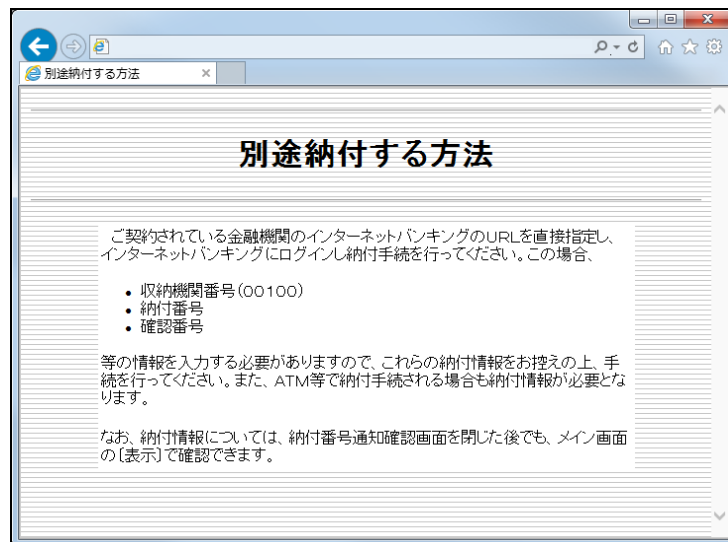 別途納付する方法
別途納付する方法
ご契約されている金融機関のインターネットバンキングのURLを直接指定し、
インターネットバンキングにログインし納付手続を行ってください。この場合、
• 収納機関番号(00100)
• 納付番号
• 確認番号
等の情報を入力する必要がありますので、これらの納付情報をお控えの上、手
続を行ってください。また、ATM等で納付手続される場合も納付情報が必要とな
ります。
なお、納付情報については、納付番号通知確認画面を閉じた後でも、メイン画面
の〔表示〕で確認できます。